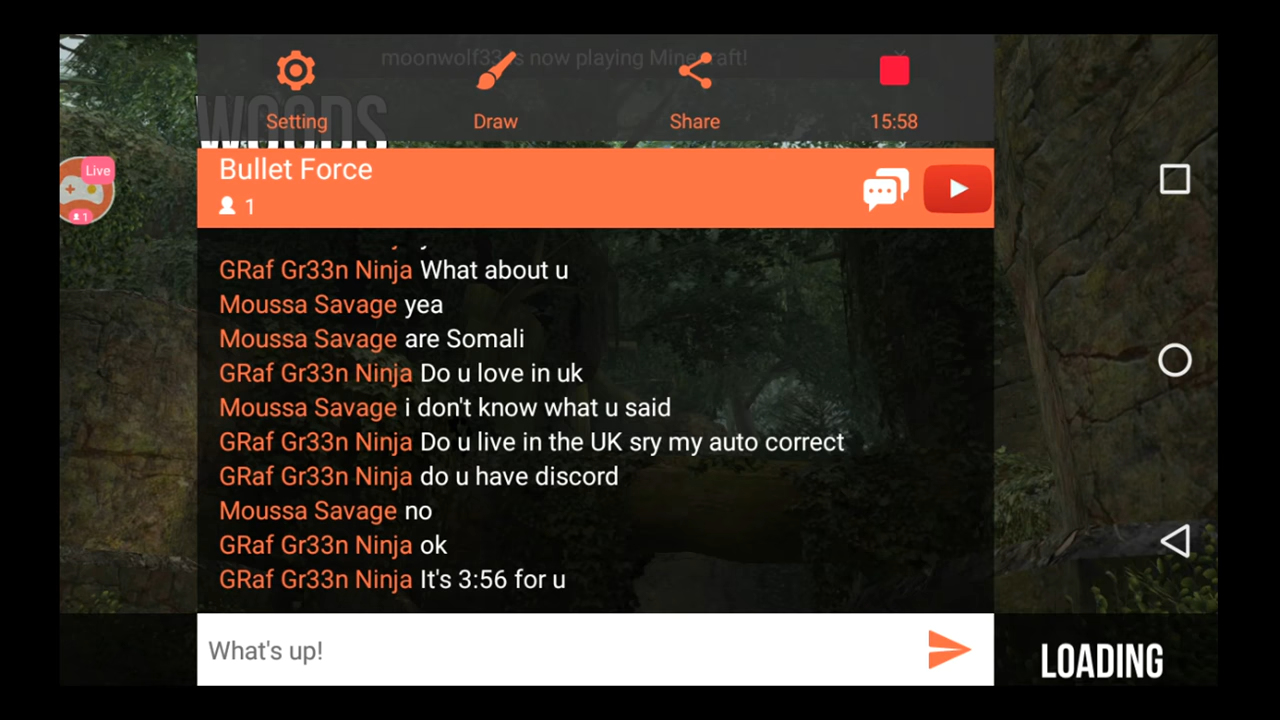 moonwolf33 is now playing Minecraft!
WOODS
Setting
Draw
Share
15:58
Live
1
Bullet Force
1
GRaf Gr33n Ninja What about u
Moussa Savage yea
Moussa Savage are Somali
GRaf Gr33n Ninja Do u love in uk
Moussa Savage i don't know what u said
GRaf Gr33n Ninja Do u live in the UK sry my auto correct
GRaf Gr33n Ninja do u have discord
Moussa Savage no
GRaf Gr33n Ninja ok
GRaf Gr33n Ninja It's 3:56 for u
What's up!
LOADING